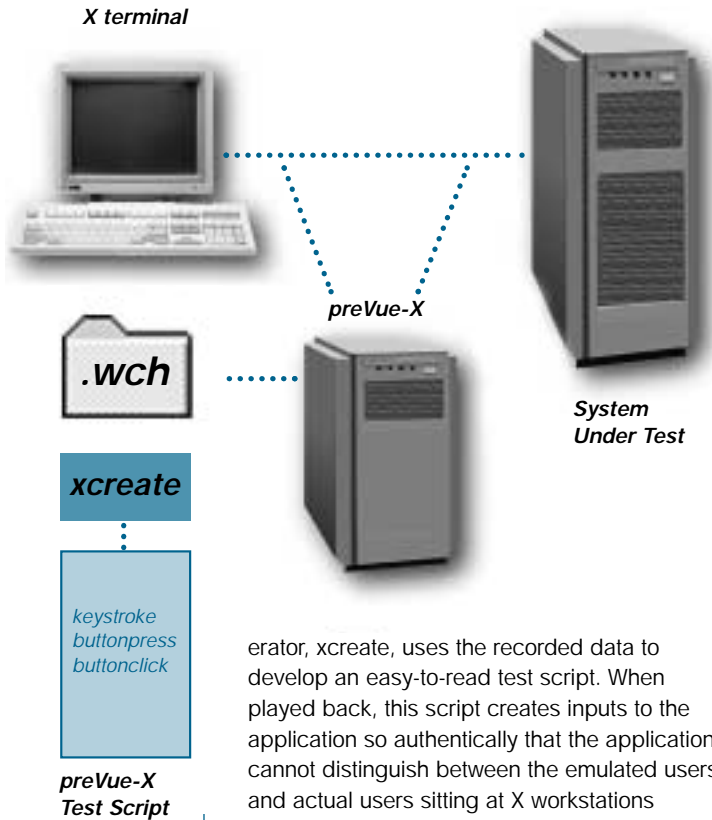 X terminal
preVue-X
.wch
System
Under Test
xcreate
keystroke
buttonpress
buttonclick
preVue-X
Test Script
erator, xcreate, uses the recorded data to
develop an easy-to-read test script. When
played back, this script creates inputs to the
application so authentically that the application
cannot distinguish between the emulated users
and actual users sitting at X workstations